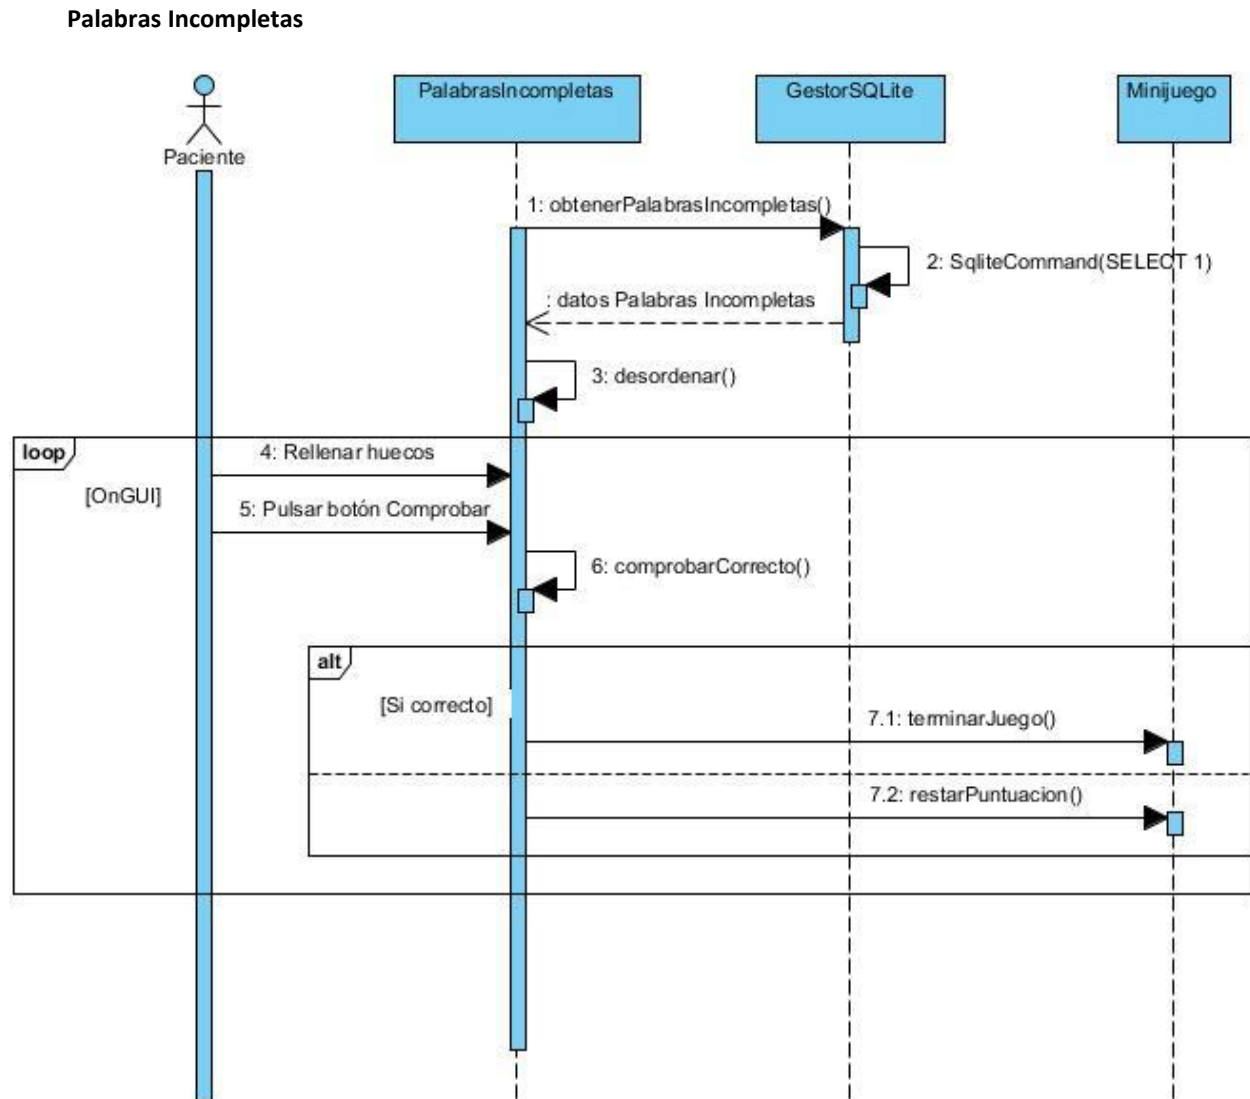 Palabras Incompletas
Paciente
PalabrasIncompletas
GestorSQLite
Minijuego
1: obtenerPalabrasIncompletas()
2: SqliteCommand(SELECT 1)
: datos Palabras Incompletas
3: desordenar()
loop
[OnGUI]
4: Rellenar huecos
5: Pulsar botón Comprobar
6: comprobarCorrecto()
alt
[Si correcto]
7.1: terminarJuego()
7.2: restarPuntuacion()